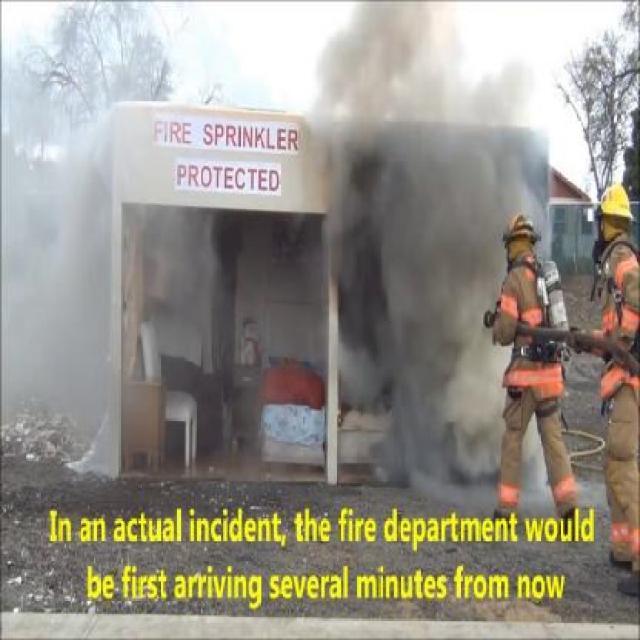 FIRE SPRINKLER
PROTECTED
In an actual incident, the fire department would
be first arriving several minutes from now